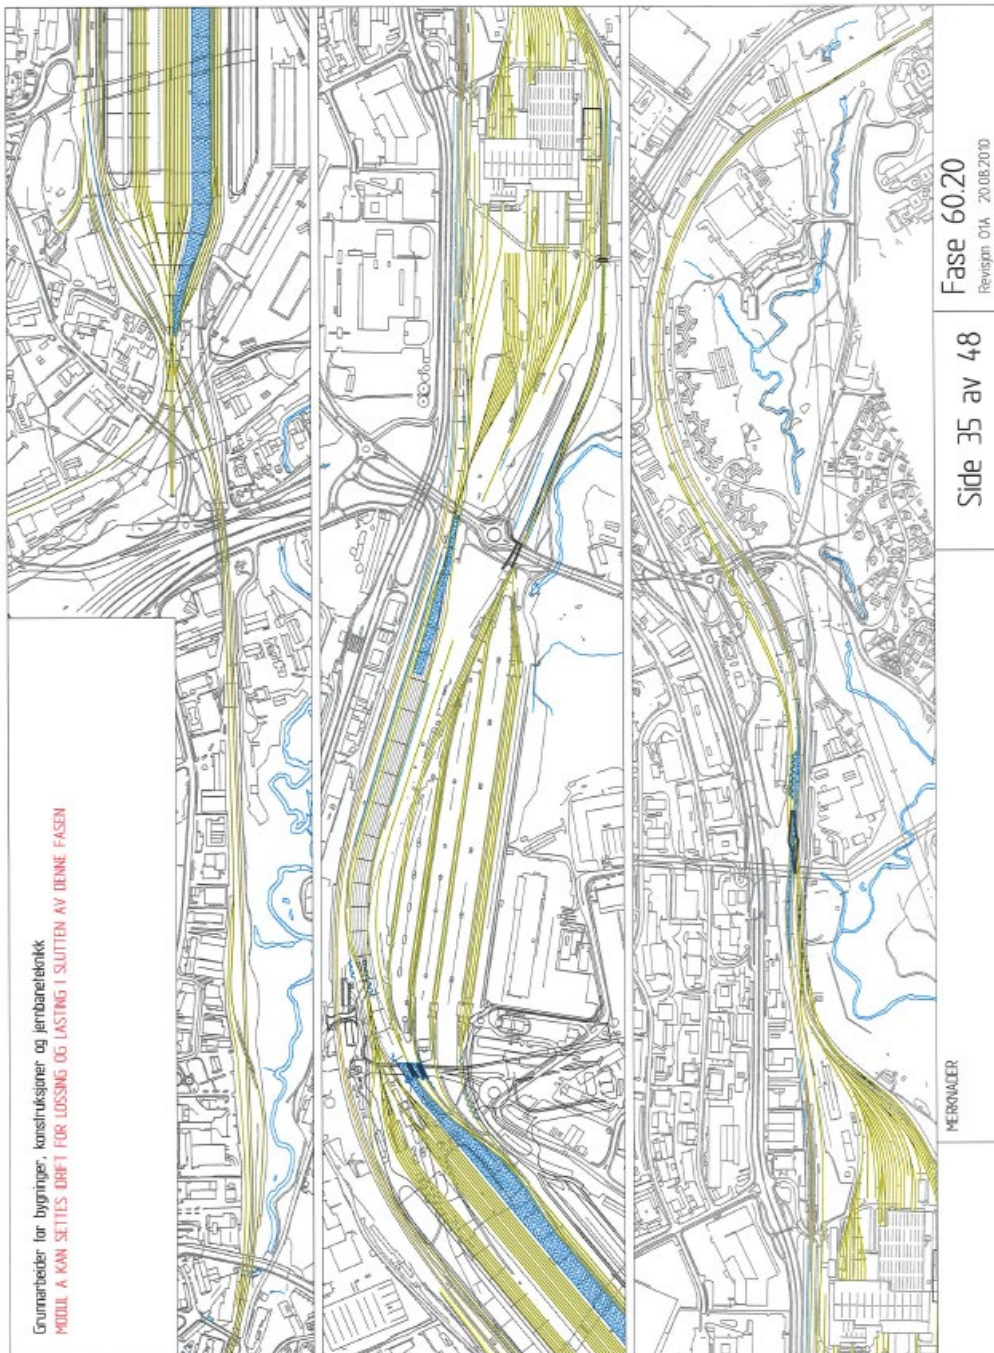 Grunnarbeider for bygninger, konstruksjoner og jernbaneteknikk
MODUL A KAN SETTES I DRIFT FOR LOSSING OG LASTING I SLUTTEN AV DENNE FASEN
MERKNADER
Side 35 av 48
Fase 60.20
Revisjon 01A 20.08.2010